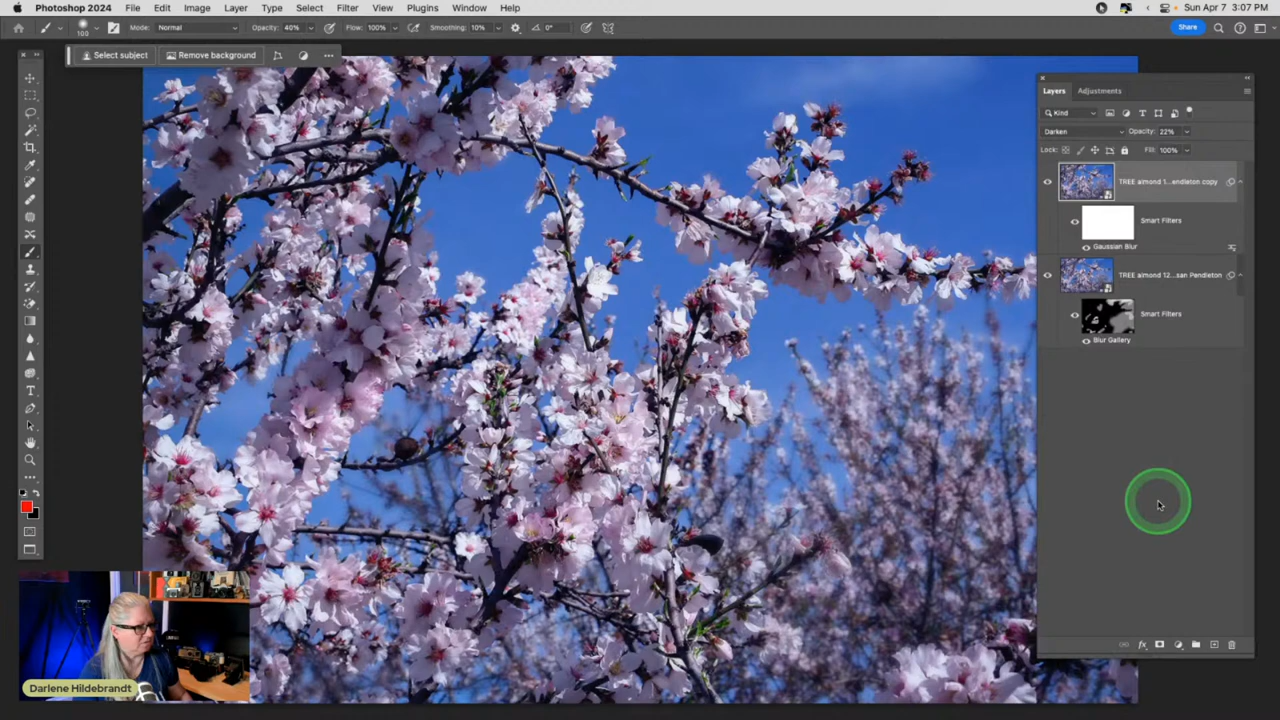 Photoshop 2024 File Edit Image Layer Type Select Filter View Plugins Window Help Sun Apr 7 3:07 PM
100 Mode: Normal Opacity: 40% Flow: 100% Smoothing: 10% 0° Share
Select subject Remove background
Layers Adjustments
Kind
Darken Opacity: 22%
Lock: Fill: 100%
TREE almond 1...endleton copy
Smart Filters
Gaussian Blur
TREE almond 12...san Pendleton
Smart Filters
Blur Gallery
Darlene Hildebrandt